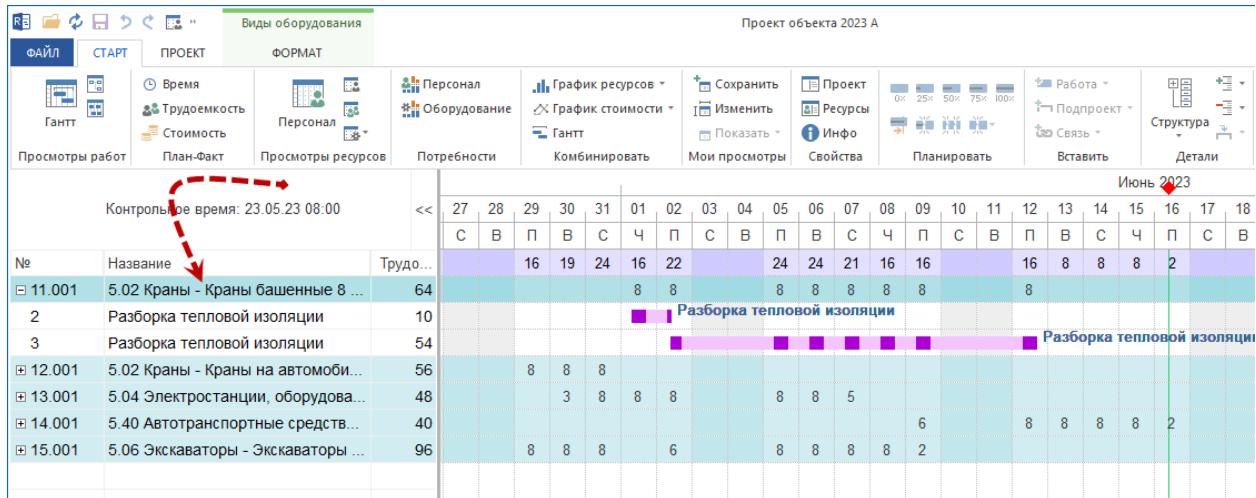 Виды оборудования Проект объекта 2023 А
ФАЙЛ СТАРТ ПРОЕКТ ФОРМАТ
Гантт
Время
Трудоемкость
Стоимость
Персонал
Персонал
Оборудование
График ресурсов
График стоимости
Гантт
Сохранить
Изменить
Показать
Проект
Ресурсы
Инфо
0% 25% 50% 75% 100%
Работа
Подпроект
Связь
Структура
Просмотры работ План-Факт Просмотры ресурсов Потребности Комбинировать Мои просмотры Свойства Планировать Вставить Детали
Июнь 2023
Контрольное время: 23.05.23 08:00 << 27 28 29 30 31 01 02 03 04 05 06 07 08 09 10 11 12 13 14 15 16 17 18
С В П В С Ч П С В П В С Ч П С В П В С Ч П С В
№ Название Трудо... 16 19 24 16 22 24 24 21 16 16 16 8 8 8 2
11.001 5.02 Краны - Краны башенные 8 ... 64 8 8 8 8 8 8 8 8
2 Разборка тепловой изоляции 10 Разборка тепловой изоляции
3 Разборка тепловой изоляции 54 Разборка тепловой изоляции
12.001 5.02 Краны - Краны на автомоби... 56 8 8 8
13.001 5.04 Электростанции, оборудова... 48 3 8 8 8 8 8 5
14.001 5.40 Автотранспортные средств... 40 6 8 8 8 8 2
15.001 5.06 Экскаваторы - Экскаваторы ... 96 8 8 8 6 8 8 8 8 2